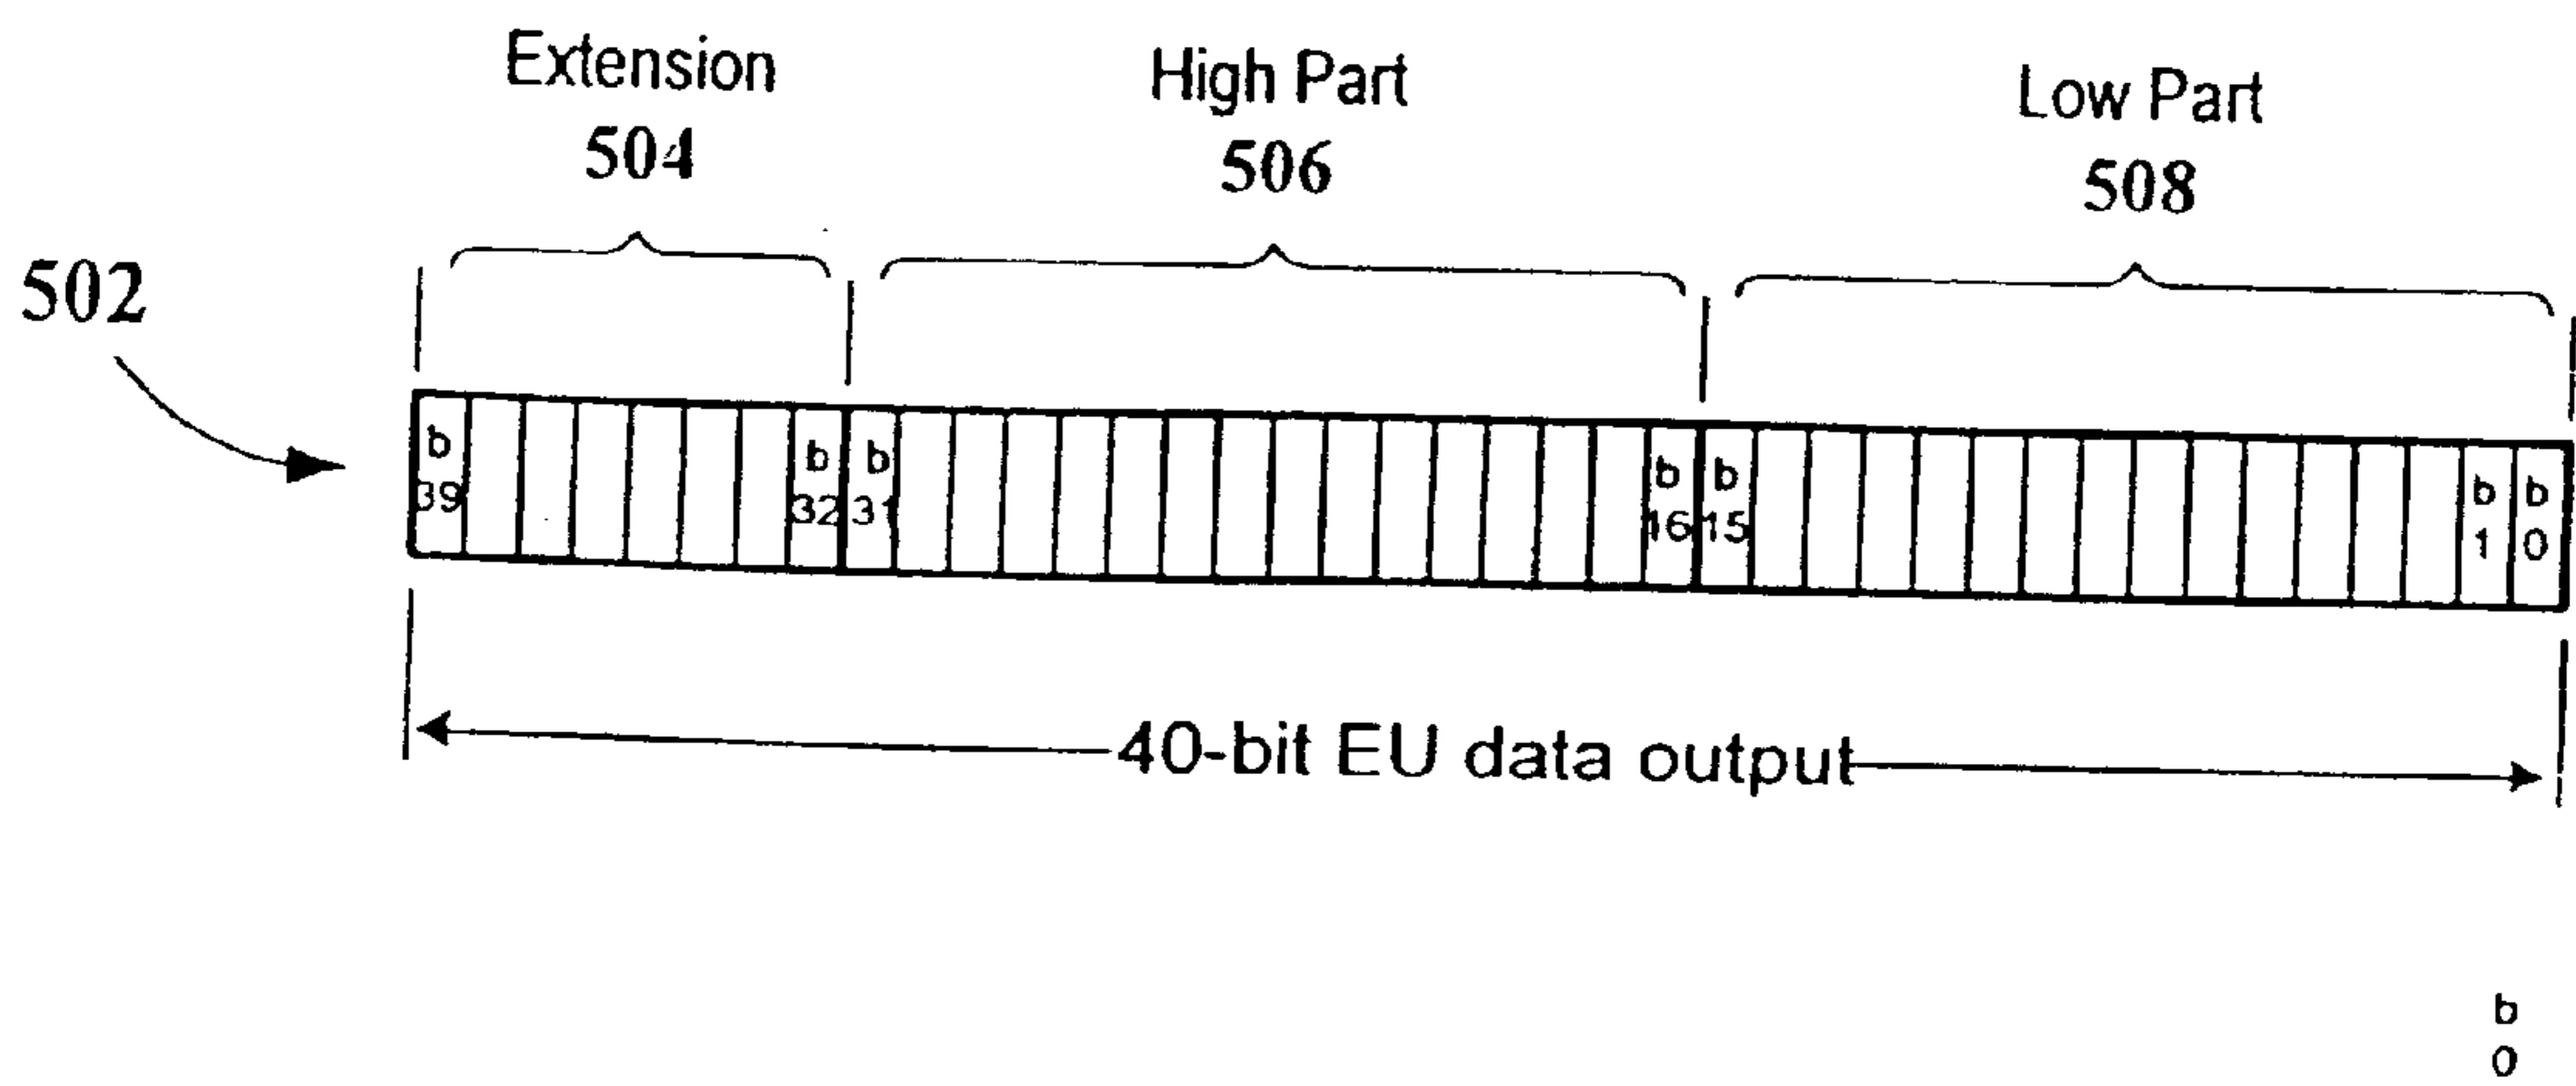 Extension
504
High Part
506
Low Part
508
502
b
39
b
32
b
31
b
16
b
15
b
1
b
0
40-bit EU data output
b
0